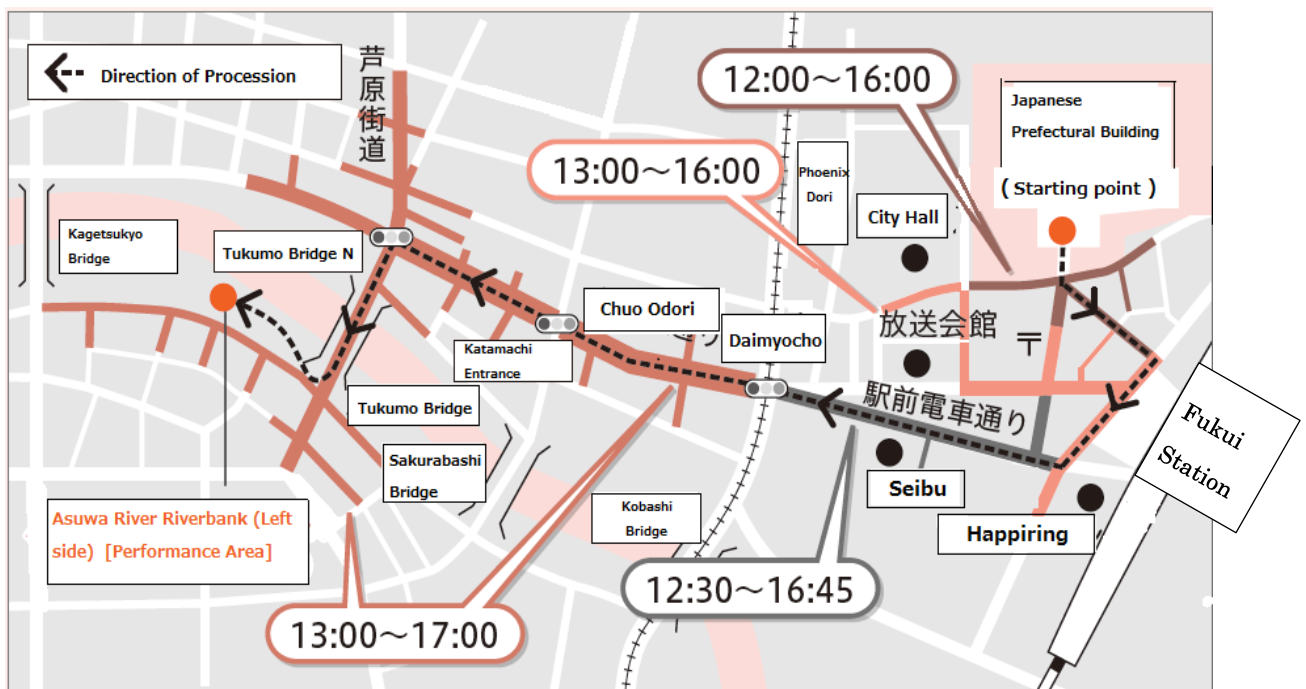 Direction of Procession
芦原街道
12:00～16:00
Japanese
Prefectural Building
( Starting point )
13:00～16:00
Phoenix
Dori
City Hall
Kagetsukyo
Bridge
Tukumo Bridge N
Chuo Odori
り
Daimyocho
放送会館
〒
Katamachi
Entrance
駅前電車通り
Tukumo Bridge
Fukui
Station
Sakurabashi
Bridge
Seibu
Kobashi
Bridge
Happiring
Asuwa River Riverbank (Left
side) [Performance Area]
12:30～16:45
13:00～17:00